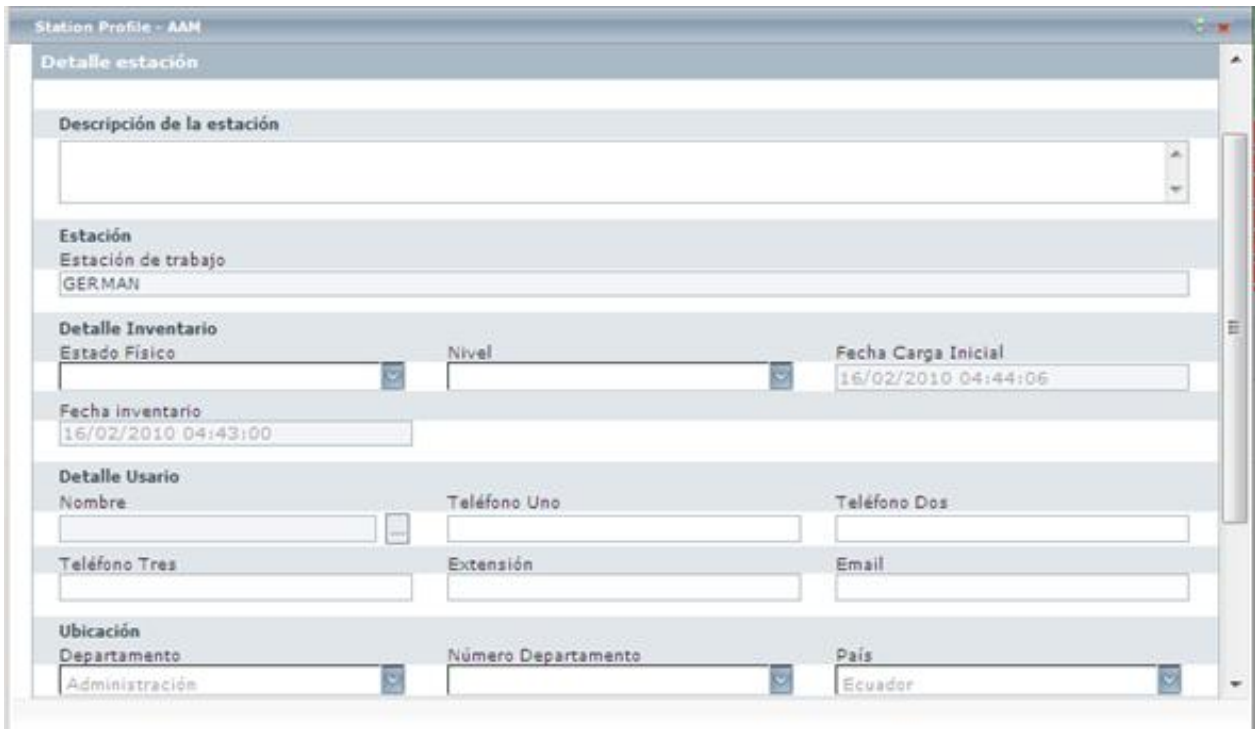 Station Profile - AAM
Detalle estación
Descripción de la estación
Estación
Estación de trabajo
GERMAN
Detalle Inventario
Estado Físico Nivel Fecha Carga Inicial
16/02/2010 04:44:06
Fecha inventario
16/02/2010 04:43:00
Detalle Usario
Nombre Teléfono Uno Teléfono Dos
...
Teléfono Tres Extensión Email
Ubicación
Departamento Número Departamento País
Administración Ecuador